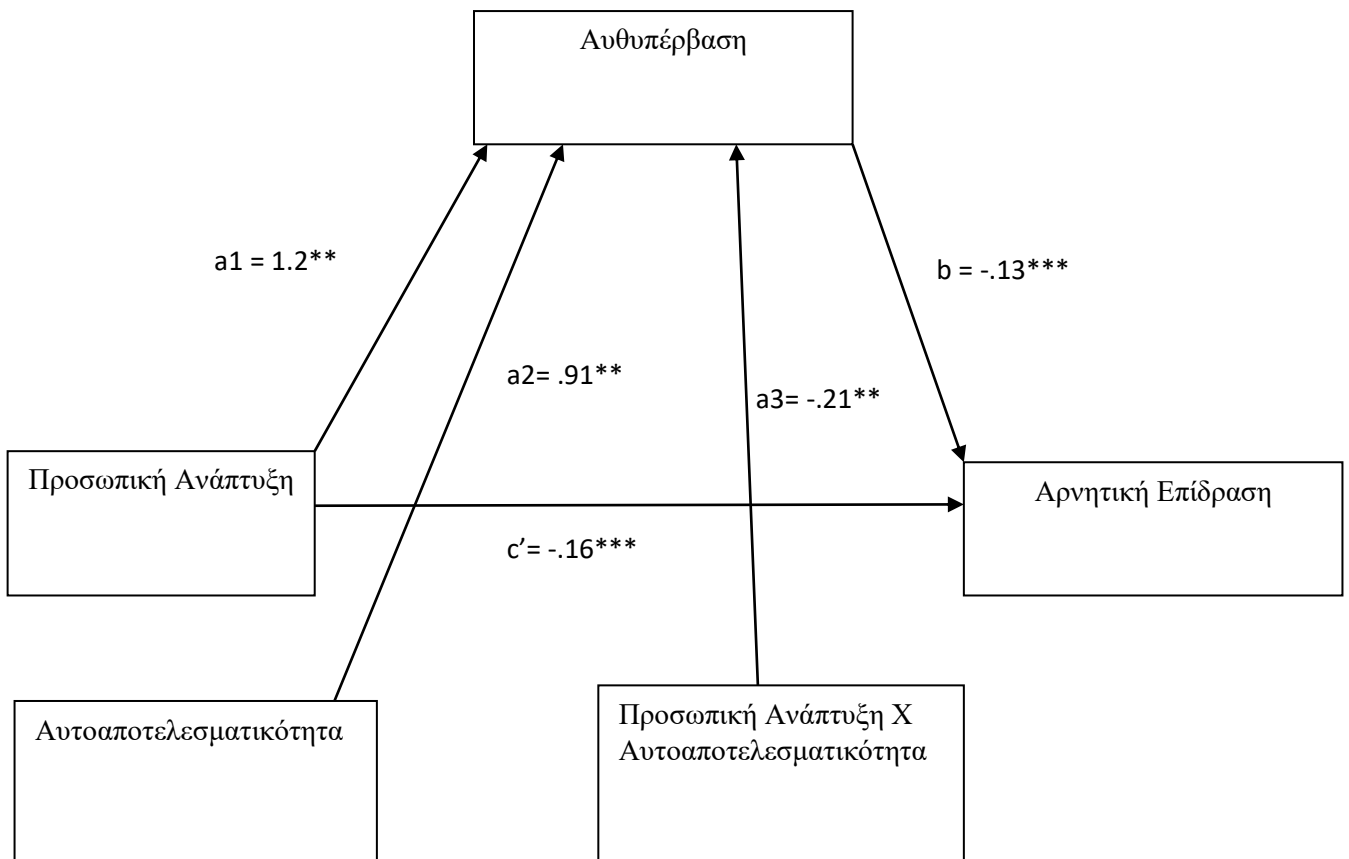 Αυθυπέρβαση
a1 = 1.2**
b = -.13***
a2= .91**
a3= -.21**
Προσωπική Ανάπτυξη
Αρνητική Επίδραση
c’= -.16***
Αυτοαποτελεσματικότητα
Προσωπική Ανάπτυξη Χ
Αυτοαποτελεσματικότητα